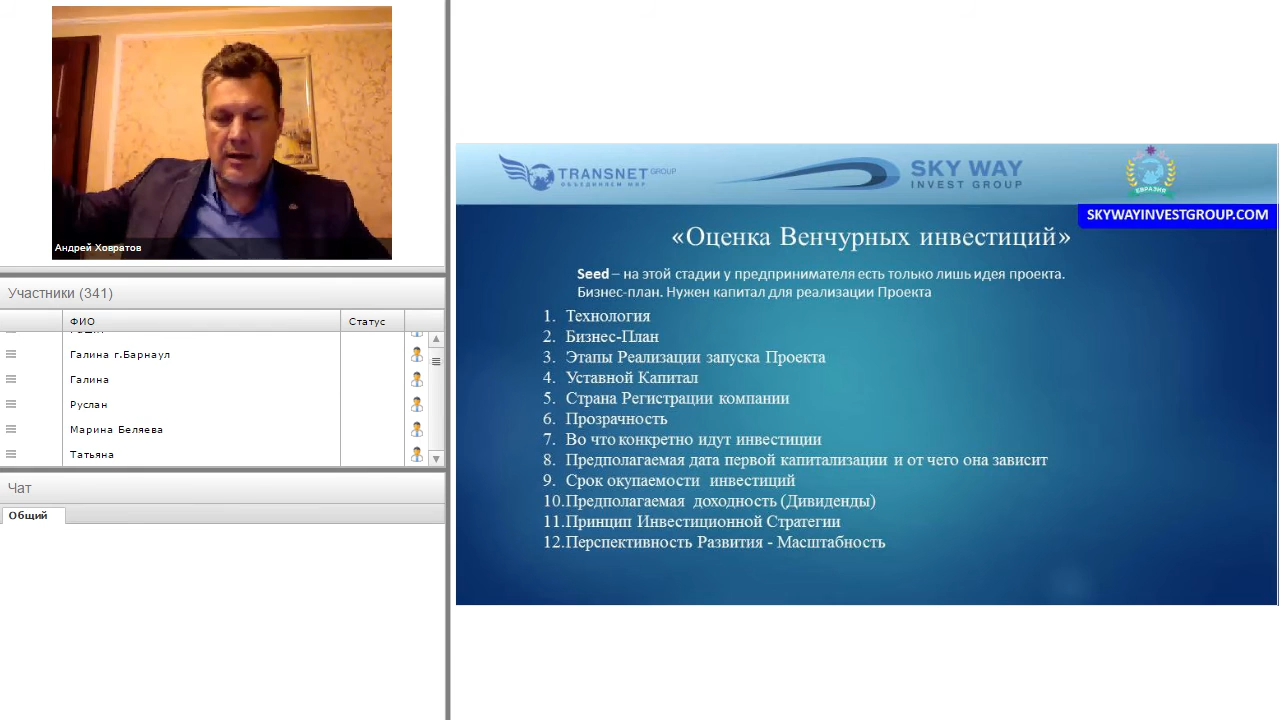 Андрей Ховратов
Участники (341)
ФИО
Статус
Галина г.Барнаул
Галина
Руслан
Марина Беляева
Татьяна
Чат
Общий
TRANSNET GROUP
ОБЪЕДИНЯЕМ МИР
SKY WAY
INVEST GROUP
ЕВРАЗИЯ
SKYWAYINVESTGROUP.COM
«Оценка Венчурных инвестиций»
Seed – на этой стадии у предпринимателя есть только лишь идея проекта.
Бизнес-план. Нужен капитал для реализации Проекта
1. Технология
2. Бизнес-План
3. Этапы Реализации запуска Проекта
4. Уставной Капитал
5. Страна Регистрации компании
6. Прозрачность
7. Во что конкретно идут инвестиции
8. Предполагаемая дата первой капитализации и от чего она зависит
9. Срок окупаемости инвестиций
10.Предполагаемая доходность (Дивиденды)
11.Принцип Инвестиционной Стратегии
12.Перспективность Развития - Масштабность